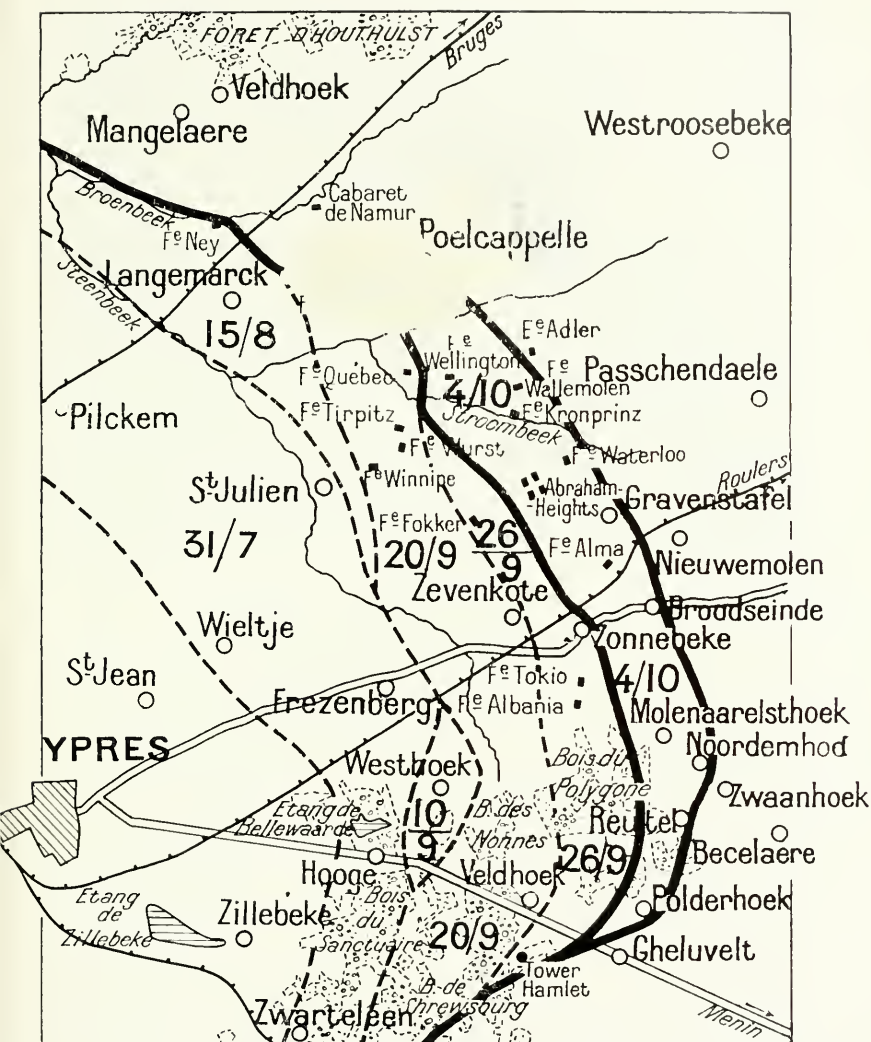 FORET D'HOUTHULST
Bruges
Veldhoek
Mangelaere
Westroosebeke
Broenbeek
Cabaret
de Namur
Fe Ney
Poelcappelle
Langemarck
Steenbeek
15/8
Fe Adler
Fe
Wellington
Fe Québec
4/10
Fe
Wallemolen
Passchendaele
Fe Tirpitz
Stroombeek
Fe Kronprinz
Pilckem
Fe Wurst
Fe Waterloo
Roulers
Fe Winnipe
St Julien
Abraham-
Heights
Gravenstafel
31/7
Fe Fokker
20/9
26
9
Fe Alma
Nieuwemolen
Zevenkote
Broodseinde
Wieltje
Zonnebeke
St Jean
Fe Tokio
4/10
Frezenberg
Fe Albania
Molenaarelsthoek
YPRES
Noordemhod
Westhoek
Bois du
Polygone
Zwaanhoek
Etang de
Bellewaarde
10
9
B. des
Nonnes
Reutel
26/9
Becelaere
Hooge
Veldhoek
Etang
de
Zillebeke
Zillebeke
Bois
du
Sanctuaire
20/9
Polderhoek
Gheluvelt
Tower
Hamlet
B. de
Shrewsburg
Zwarteleen
Menin